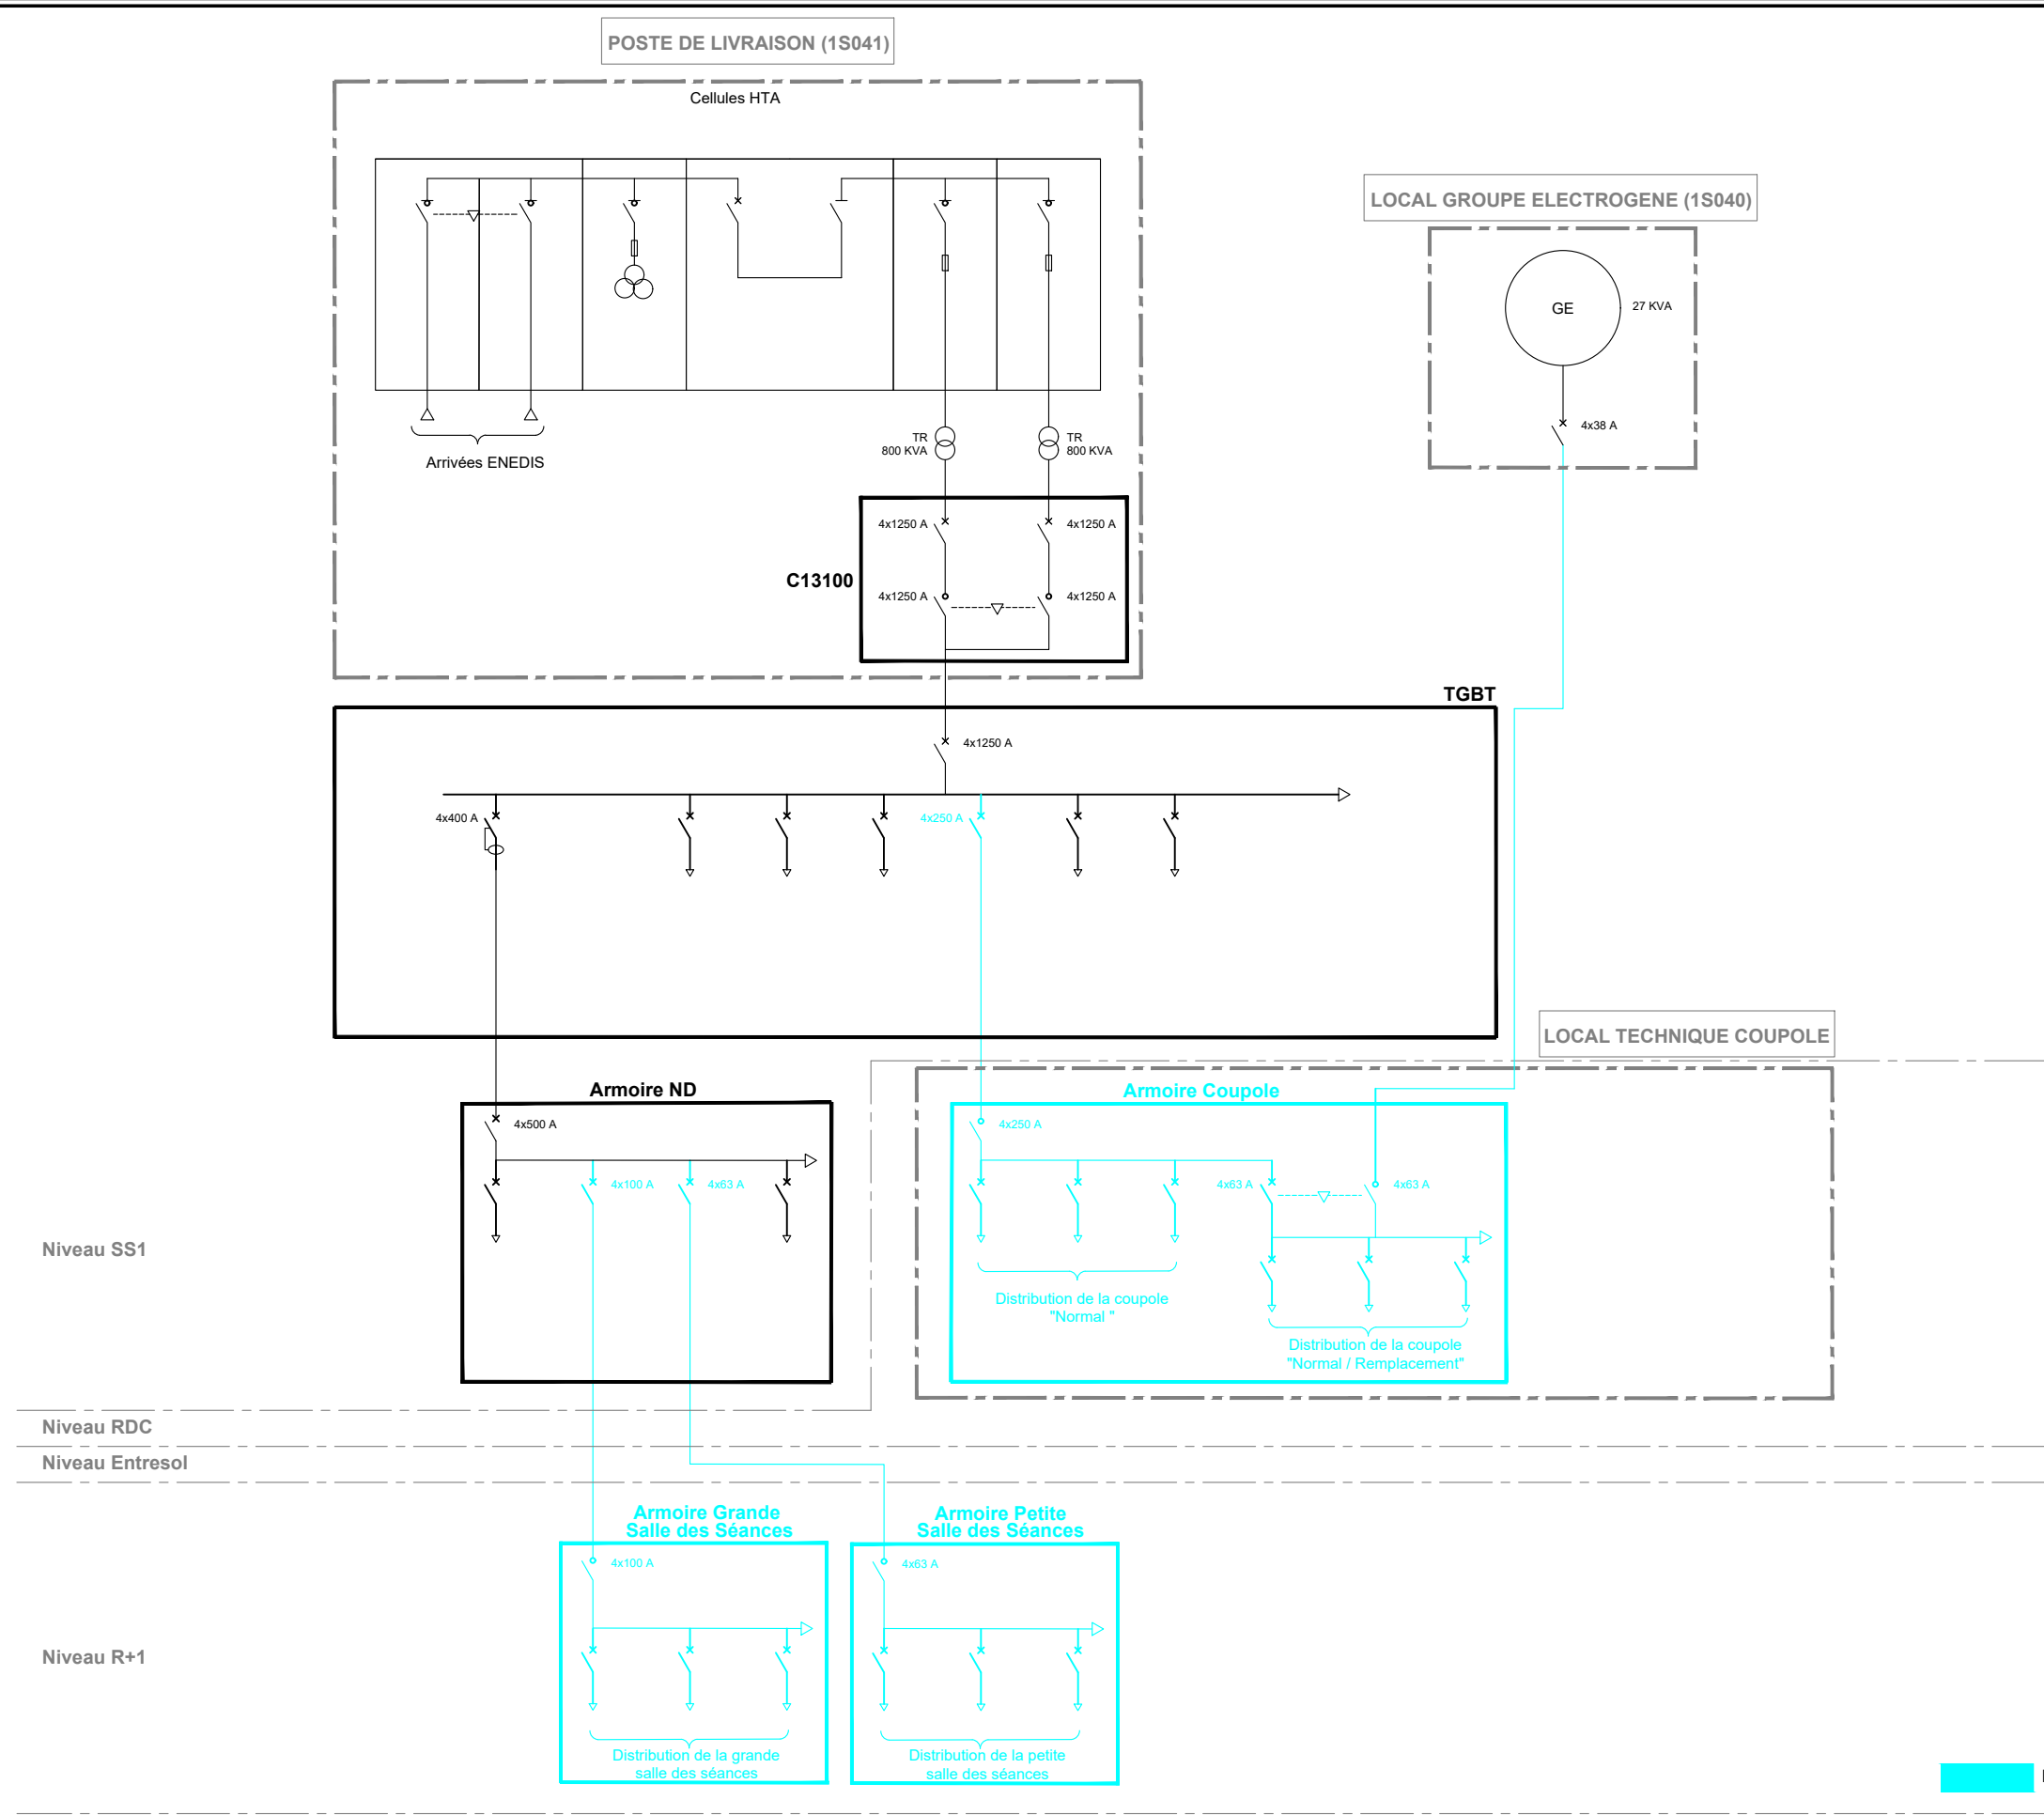 POSTE DE LIVRAISON (1S041)
Cellules HTA
LOCAL GROUPE ELECTROGENE (1S040)
GE
27 KVA
4x38 A
Arrivées ENEDIS
TR
800 KVA
TR
800 KVA
4x1250 A
4x1250 A
C13100
4x1250 A
4x1250 A
TGBT
4x1250 A
4x400 A
4x250 A
LOCAL TECHNIQUE COUPOLE
Armoire ND
Armoire Coupole
4x500 A
4x250 A
4x100 A
4x63 A
4x63 A
4x63 A
Niveau SS1
Distribution de la coupole
"Normal "
Distribution de la coupole
"Normal / Remplacement"
Niveau RDC
Niveau Entresol
Armoire Grande
Salle des Séances
Armoire Petite
Salle des Séances
4x100 A
4x63 A
Niveau R+1
Distribution de la grande
salle des séances
Distribution de la petite
salle des séances